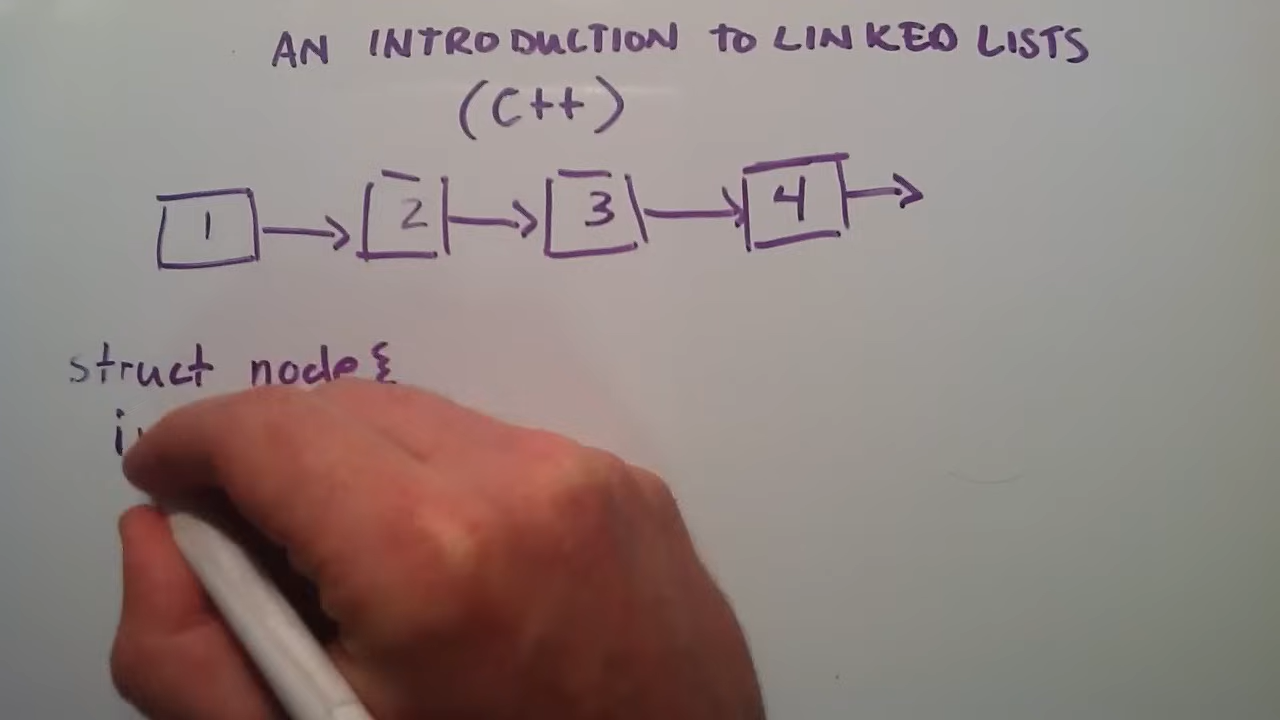 AN INTRODUCTION to LINKED LISTS
(C++)
1 2 3 4
struct node{